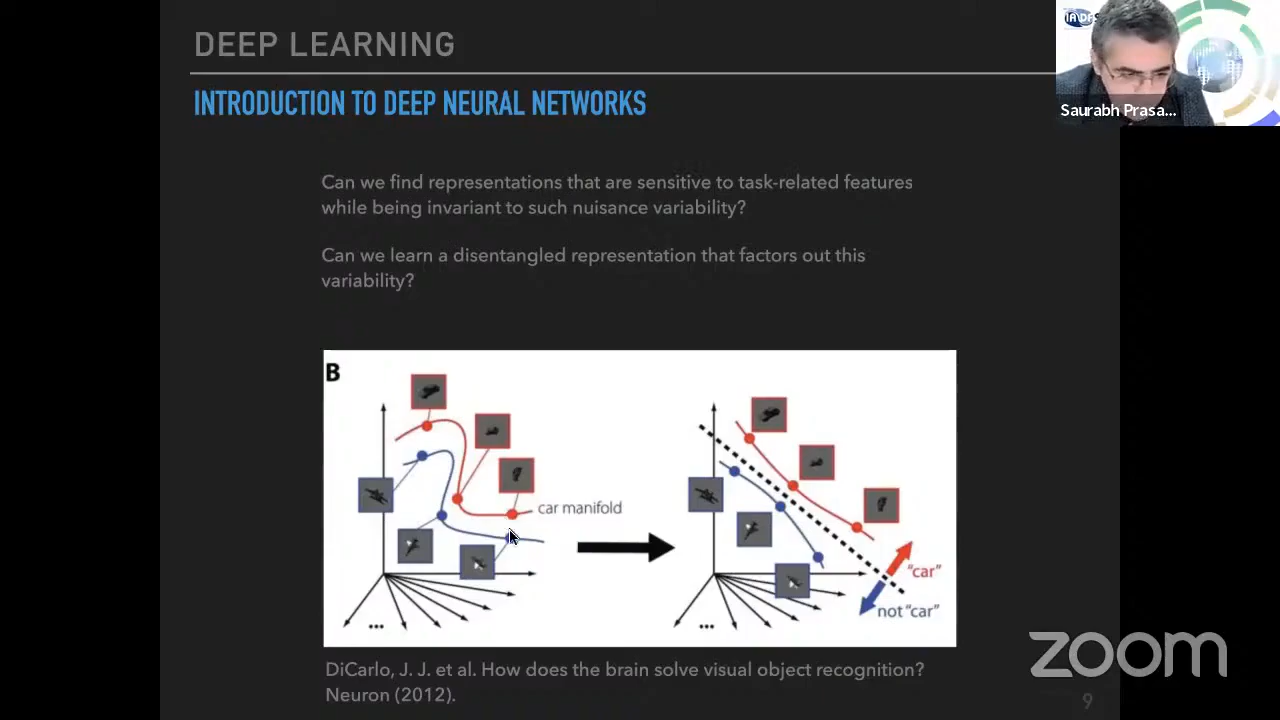 DEEP LEARNING
INTRODUCTION TO DEEP NEURAL NETWORKS
Saurabh Prasa...
Can we find representations that are sensitive to task-related features
while being invariant to such nuisance variability?
Can we learn a disentangled representation that factors out this
variability?
B
car manifold
"car"
not "car"
...
...
DiCarlo, J. J. et al. How does the brain solve visual object recognition?
Neuron (2012).
zoom
9